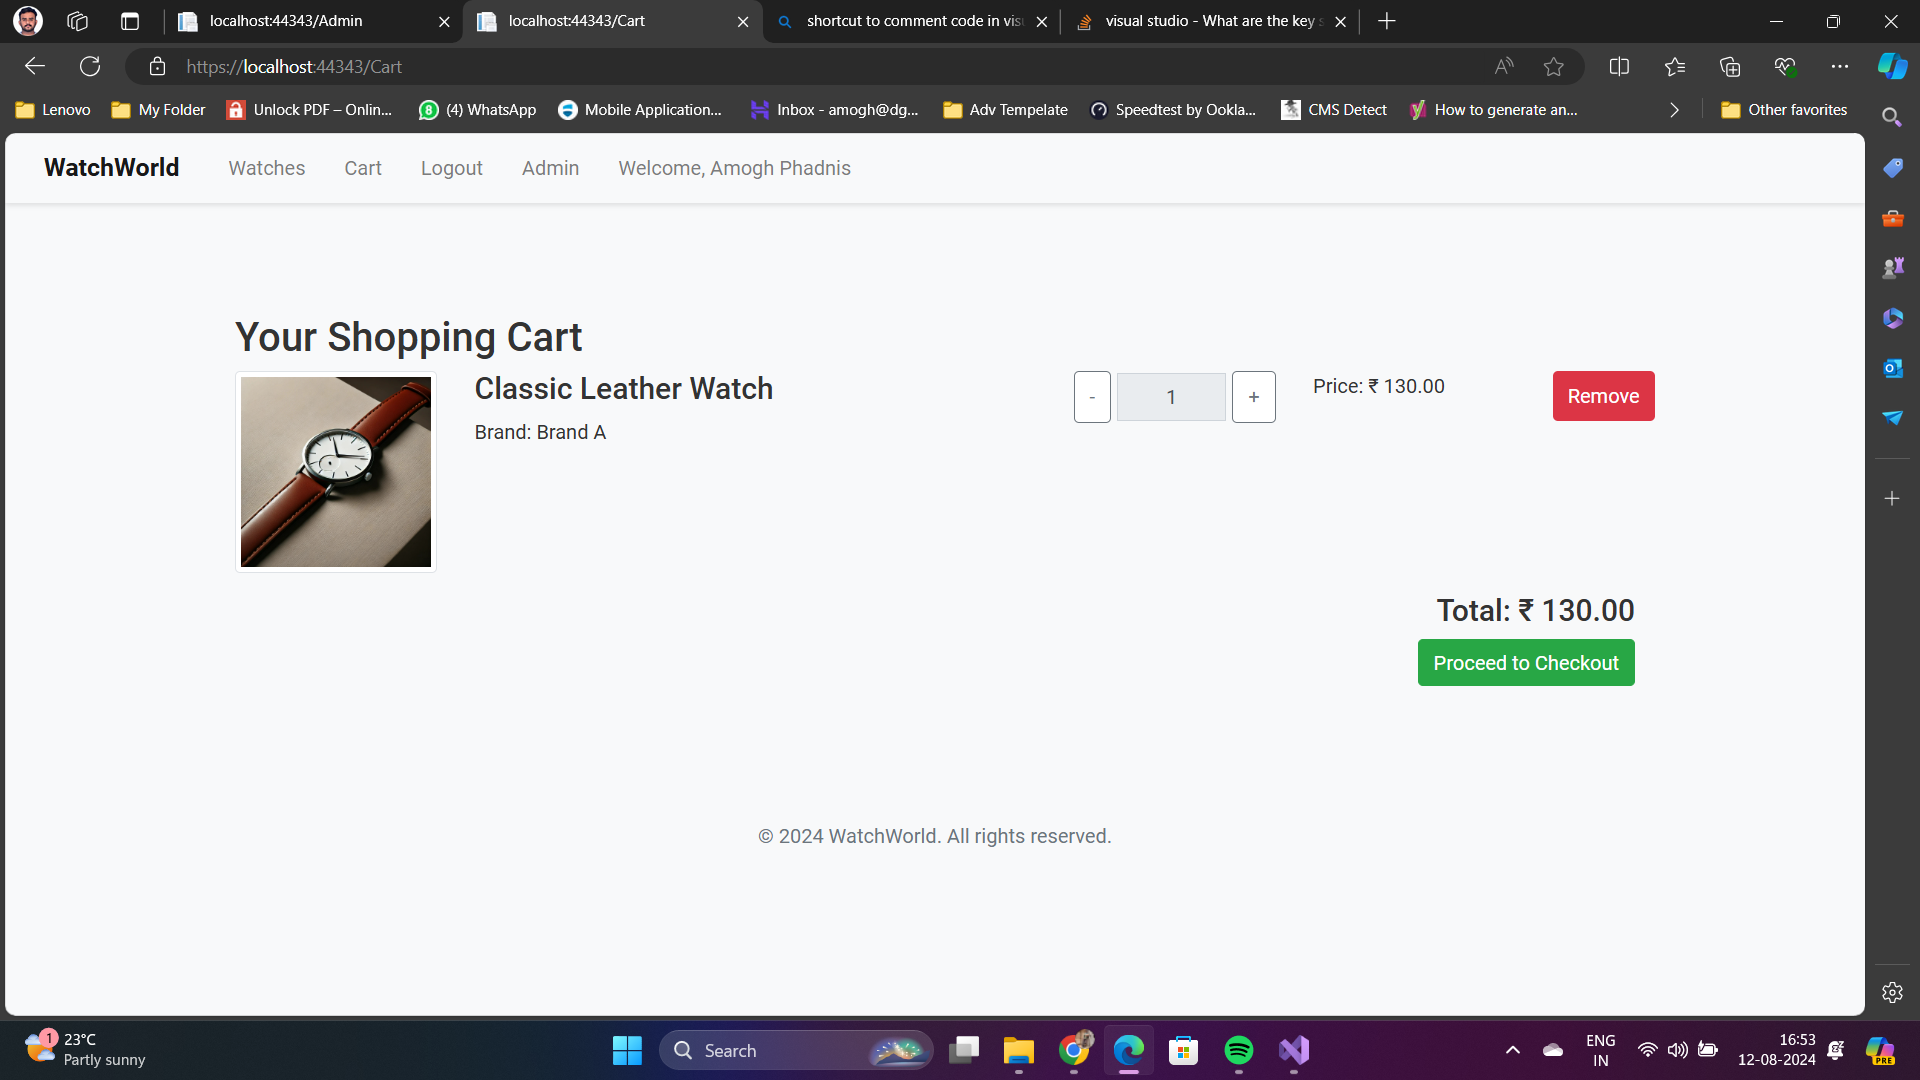 localhost:44343/Admin
localhost:44343/Cart
shortcut to comment code in vis
visual studio - What are the key s
https://localhost:44343/Cart
Lenovo
My Folder
Unlock PDF – Onlin...
(4) WhatsApp
Mobile Application...
Inbox - amogh@dg...
Adv Tempelate
Speedtest by Ookla...
CMS Detect
How to generate an...
Other favorites
WatchWorld
Watches
Cart
Logout
Admin
Welcome, Amogh Phadnis
Your Shopping Cart
Classic Leather Watch
Brand: Brand A
-
1
+
Price: ₹ 130.00
Remove
Total: ₹ 130.00
Proceed to Checkout
© 2024 WatchWorld. All rights reserved.
1
23°C
Partly sunny
Search
ENG
IN
16:53
12-08-2024
PRE